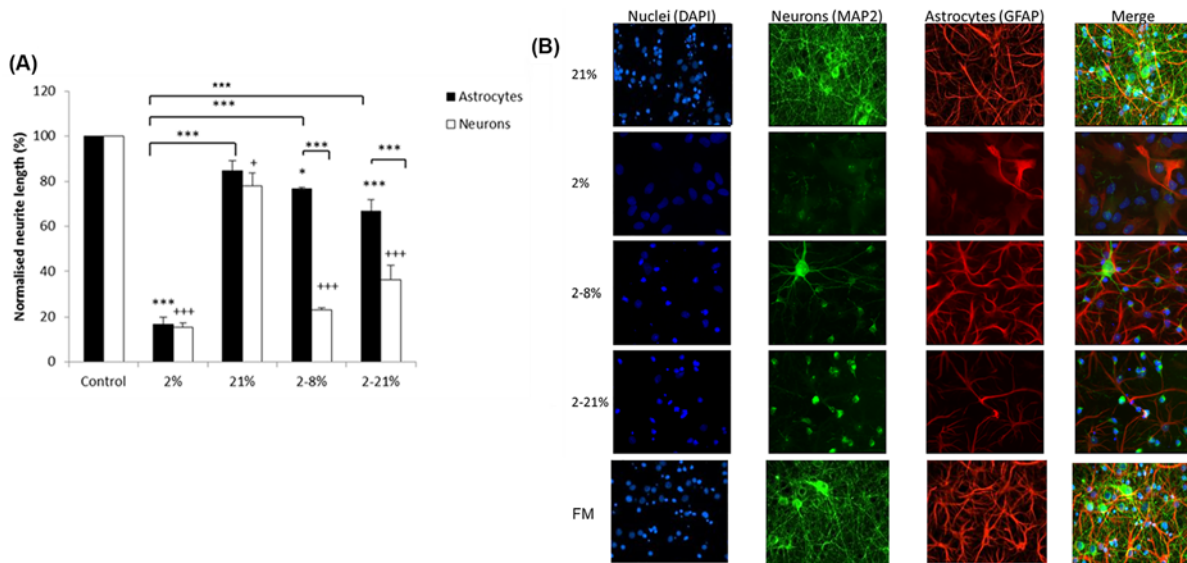 (A)
Normalised neurite length (%)
120
100
80
60
40
20
0
***
***
***
Astrocytes
Neurons
***
+++
+
*
***
+++
***
***
+++
Control 2% 21% 2-8% 2-21%
(B)
Nuclei (DAPI) Neurons (MAP2) Astrocytes (GFAP) Merge
21%
2%
2-8%
2-21%
FM